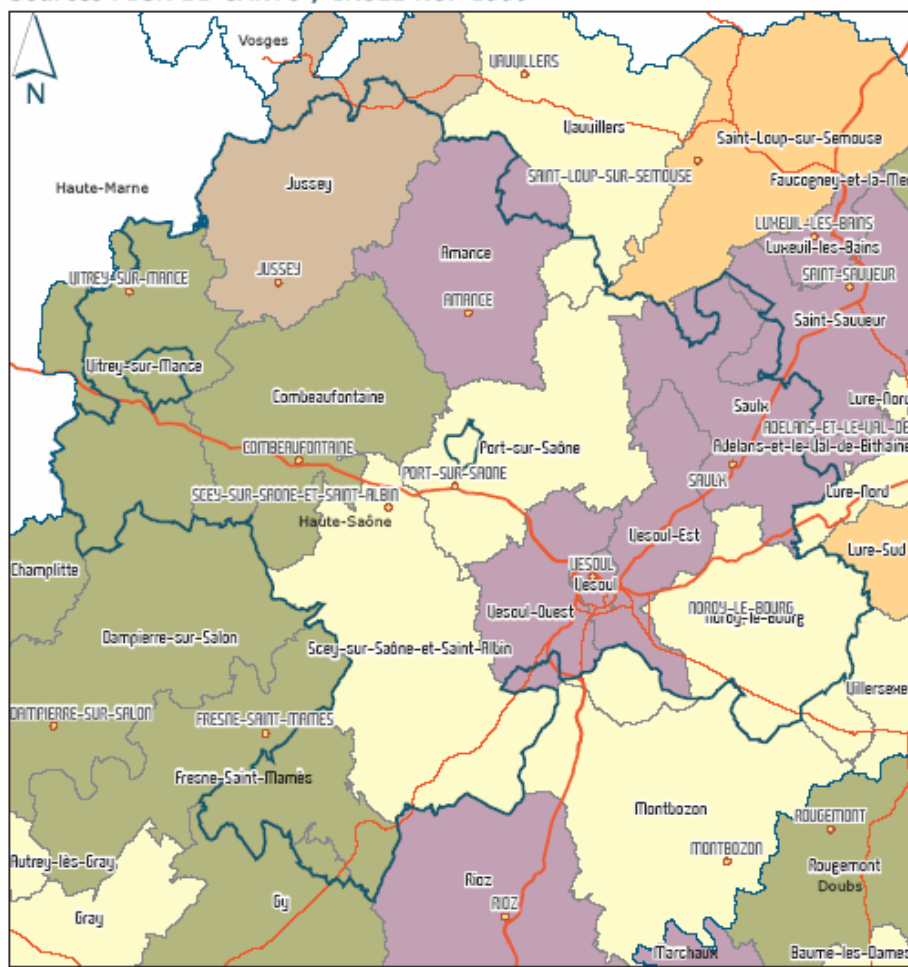 Vosges
VAUVILLERS
Vauvillers
Saint-Loup-sur-Semouse
SAINT-LOUP-SUR-SEMOUSE
Haute-Marne
Jussey
Faucogney-et-la-Me
LUXEUIL-LES-BAINS
Luxeuil-les-Bains
Amance
JUSSEY
VITREY-SUR-MANCE
SAINT-SAUVEUR
AMANCE
Saint-Sauveur
Vitrey-sur-Mance
Combeaufontaine
Saulx
Lure-Nord
ADELANS-ET-LE-VAL-DE
Adelans-et-le-Val-de-Bithaine
Port-sur-Saône
COMBEAUFONTAINE
PORT-SUR-SAONE
SAULX
SCEY-SUR-SAONE-ET-SAINT-ALBIN
Lure-Nord
Haute-Saône
Vesoul-Est
Lure-Sud
Champlitte
VESOUL
Vesoul
Vesoul-Ouest
NOROY-LE-BOURG
Noroy-le-Bourg
Dampierre-sur-Salon
Scey-sur-Saône-et-Saint-Albin
Villersexe
DAMPIERRE-SUR-SALON
FRESNE-SAINT-MAMES
Fresne-Saint-Mamès
Montbozon
ROUGEMONT
MONTBOZON
Autrey-lès-Gray
Rougemont
Rioz
Doubs
Gy
RIOZ
Gray
Marchaux
Baume-les-Dames
N